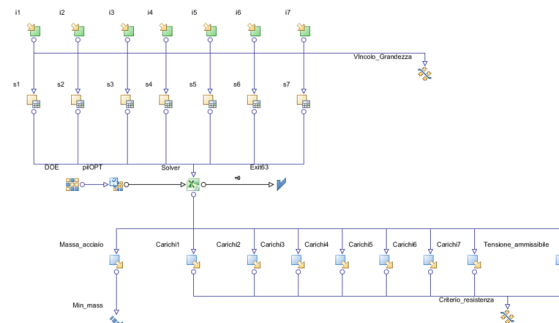 i1 i2 i3 i4 i5 i6 i7
VIncolo_Grandezza
s1 s2 s3 s4 s5 s6 s7
DOE pilOPT Solver Exit63
Massa_acciaio Carichi1 Carichi2 Carichi3 Carichi4 Carichi5 Carichi6 Carichi7 Tensione_ammissibile
Criterio_resistenza
Min_mass